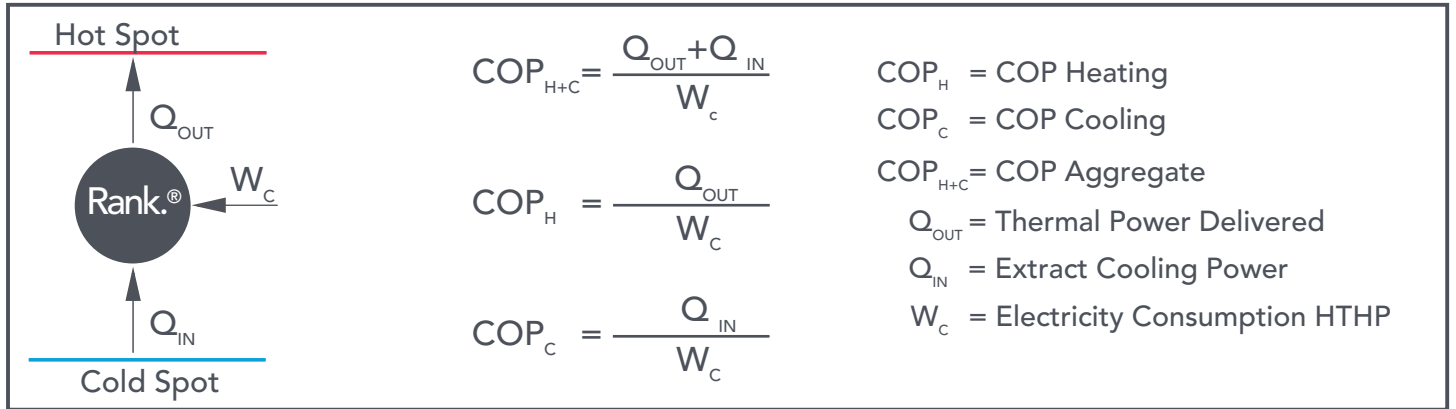 Hot Spot
Q_OUT
Rank.®
W_C
Q_IN
Cold Spot
COP_H+C = Q_OUT+Q_IN / W_c
COP_H = Q_OUT / W_C
COP_C = Q_IN / W_C
COP_H = COP Heating
COP_C = COP Cooling
COP_H+C = COP Aggregate
Q_OUT = Thermal Power Delivered
Q_IN = Extract Cooling Power
W_C = Electricity Consumption HTHP